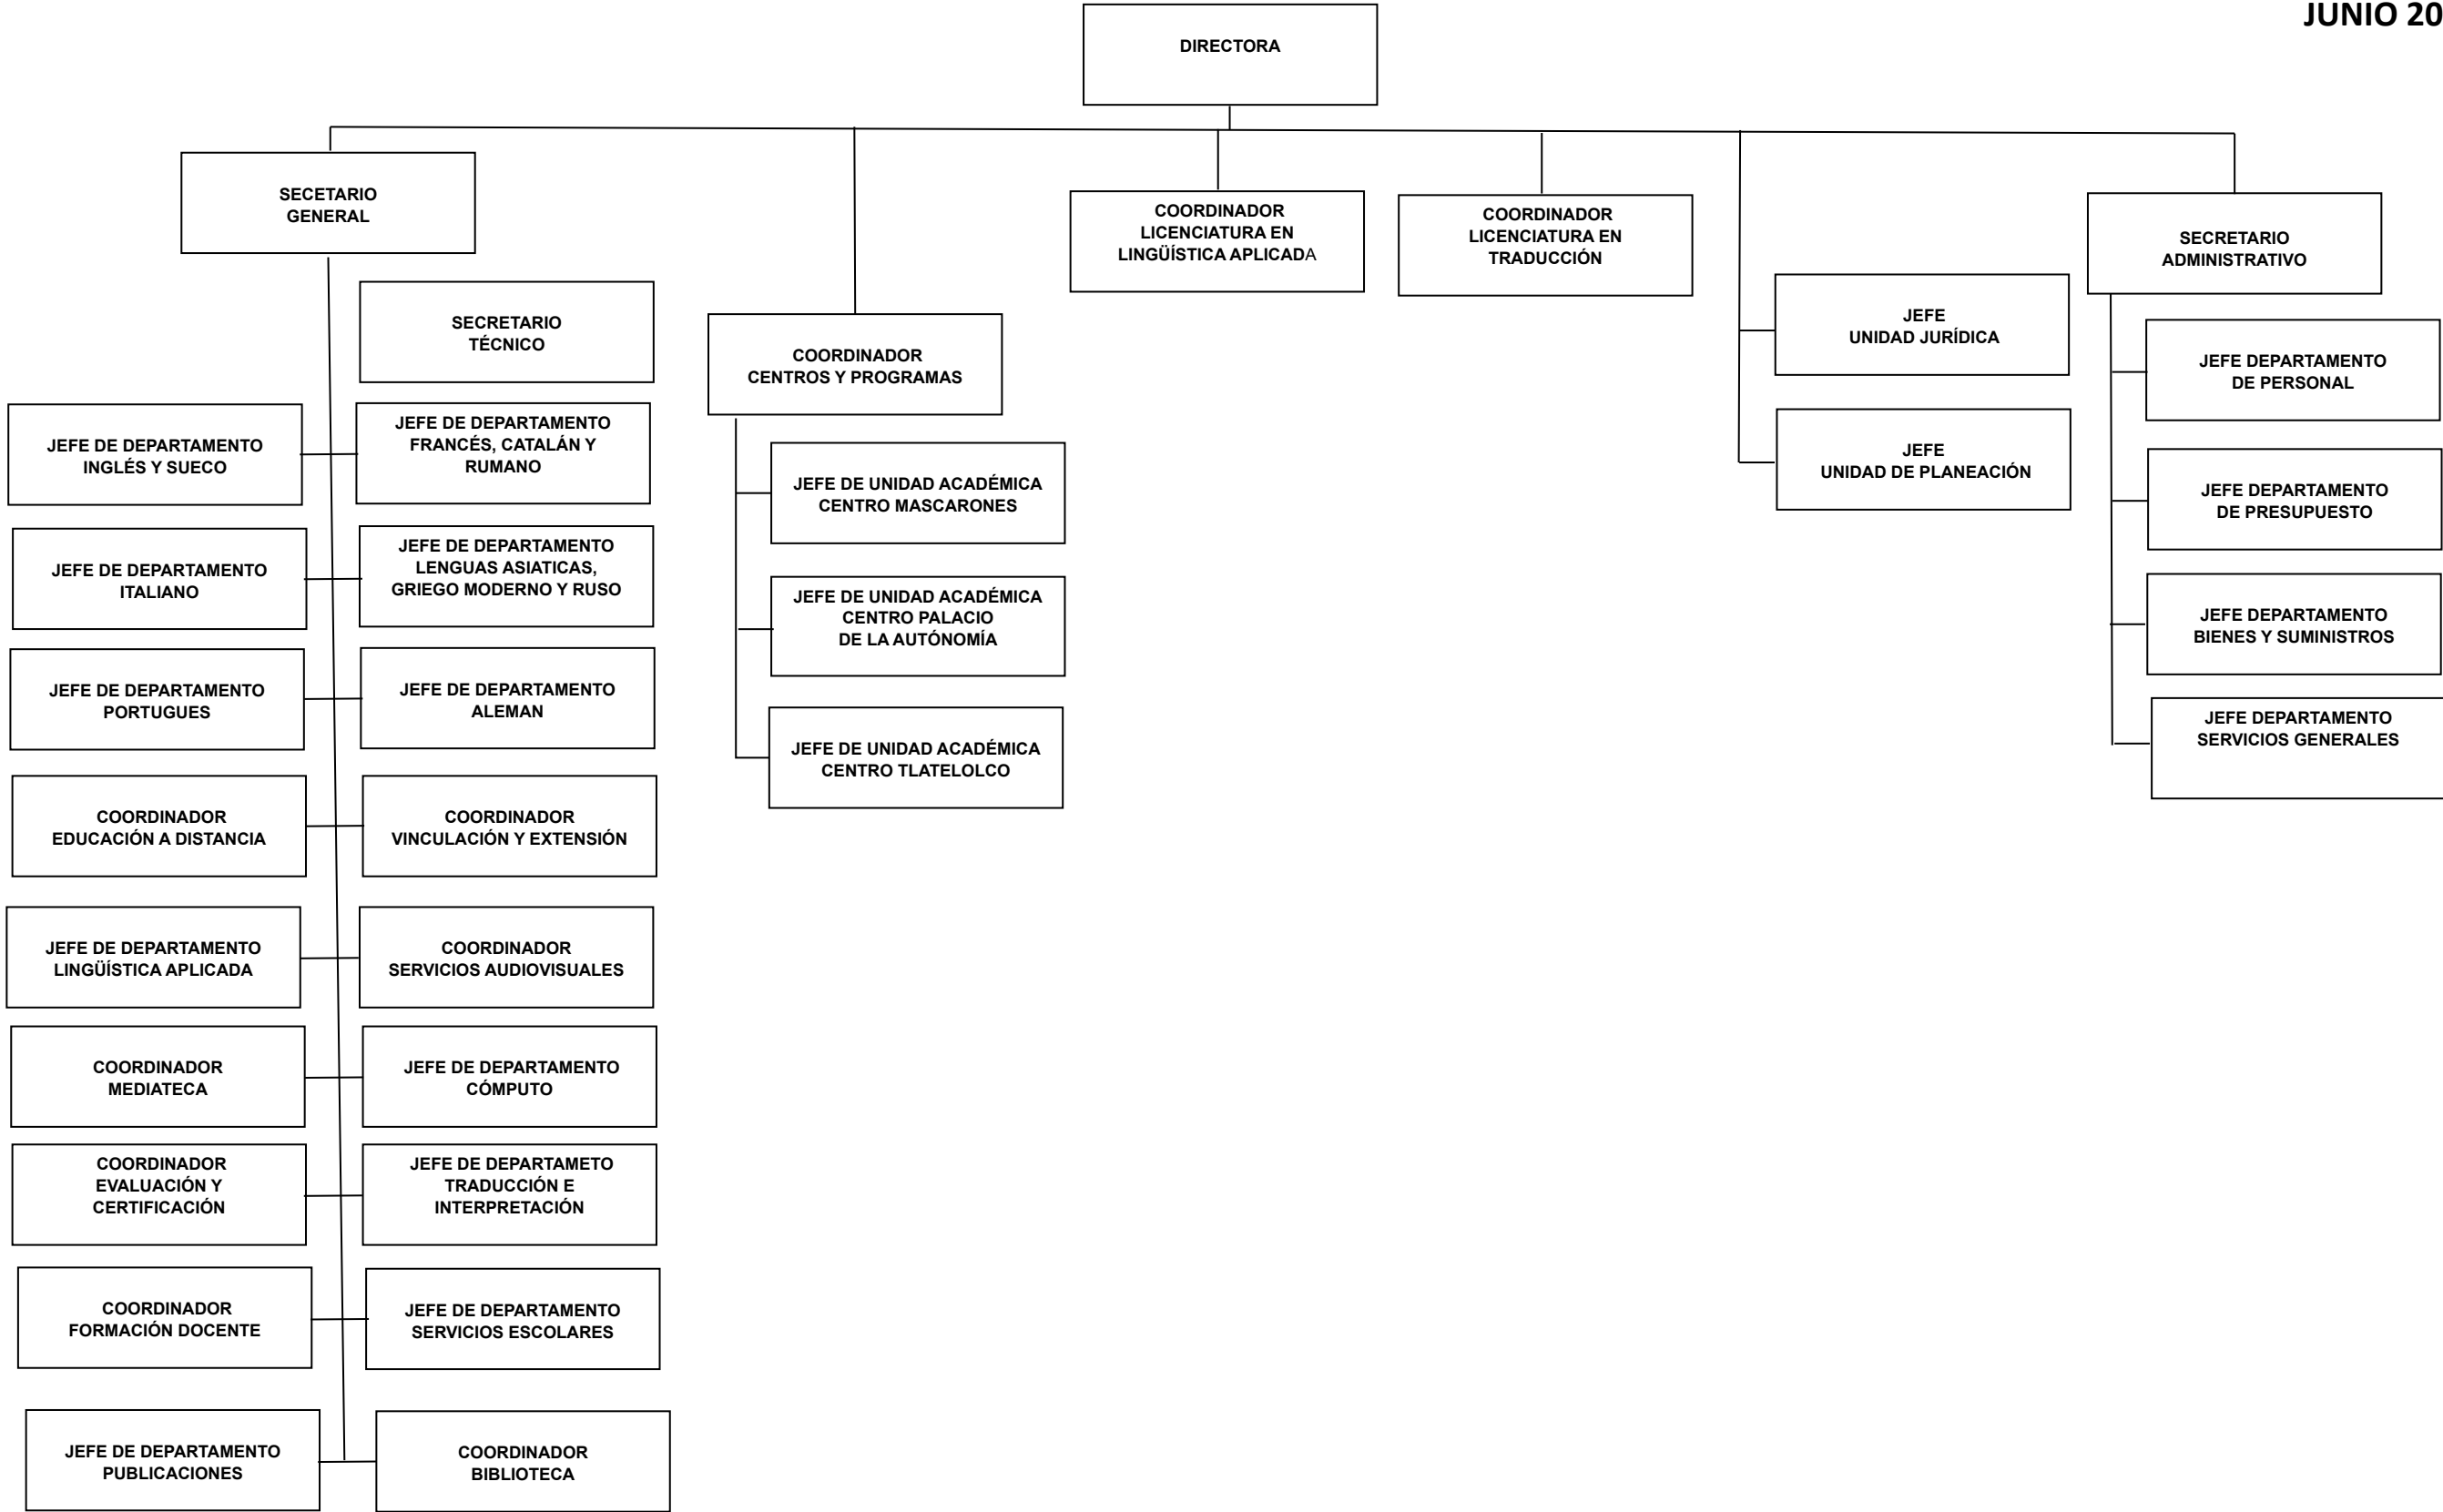 JUNIO 20
DIRECTORA
SECETARIO
GENERAL
COORDINADOR
LICENCIATURA EN
LINGÜÍSTICA APLICADA
COORDINADOR
LICENCIATURA EN
TRADUCCIÓN
SECRETARIO
ADMINISTRATIVO
SECRETARIO
TÉCNICO
COORDINADOR
CENTROS Y PROGRAMAS
JEFE
UNIDAD JURÍDICA
JEFE
UNIDAD DE PLANEACIÓN
JEFE DEPARTAMENTO
DE PERSONAL
JEFE DEPARTAMENTO
DE PRESUPUESTO
JEFE DEPARTAMENTO
BIENES Y SUMINISTROS
JEFE DEPARTAMENTO
SERVICIOS GENERALES
JEFE DE UNIDAD ACADÉMICA
CENTRO MASCARONES
JEFE DE UNIDAD ACADÉMICA
CENTRO PALACIO
DE LA AUTÓNOMÍA
JEFE DE UNIDAD ACADÉMICA
CENTRO TLATELOLCO
JEFE DE DEPARTAMENTO
INGLÉS Y SUECO
JEFE DE DEPARTAMENTO
FRANCÉS, CATALÁN Y
RUMANO
JEFE DE DEPARTAMENTO
ITALIANO
JEFE DE DEPARTAMENTO
LENGUAS ASIATICAS,
GRIEGO MODERNO Y RUSO
JEFE DE DEPARTAMENTO
PORTUGUES
JEFE DE DEPARTAMENTO
ALEMAN
COORDINADOR
EDUCACIÓN A DISTANCIA
COORDINADOR
VINCULACIÓN Y EXTENSIÓN
JEFE DE DEPARTAMENTO
LINGÜÍSTICA APLICADA
COORDINADOR
SERVICIOS AUDIOVISUALES
COORDINADOR
MEDIATECA
JEFE DE DEPARTAMENTO
CÓMPUTO
COORDINADOR
EVALUACIÓN Y
CERTIFICACIÓN
JEFE DE DEPARTAMETO
TRADUCCIÓN E
INTERPRETACIÓN
COORDINADOR
FORMACIÓN DOCENTE
JEFE DE DEPARTAMENTO
SERVICIOS ESCOLARES
JEFE DE DEPARTAMENTO
PUBLICACIONES
COORDINADOR
BIBLIOTECA